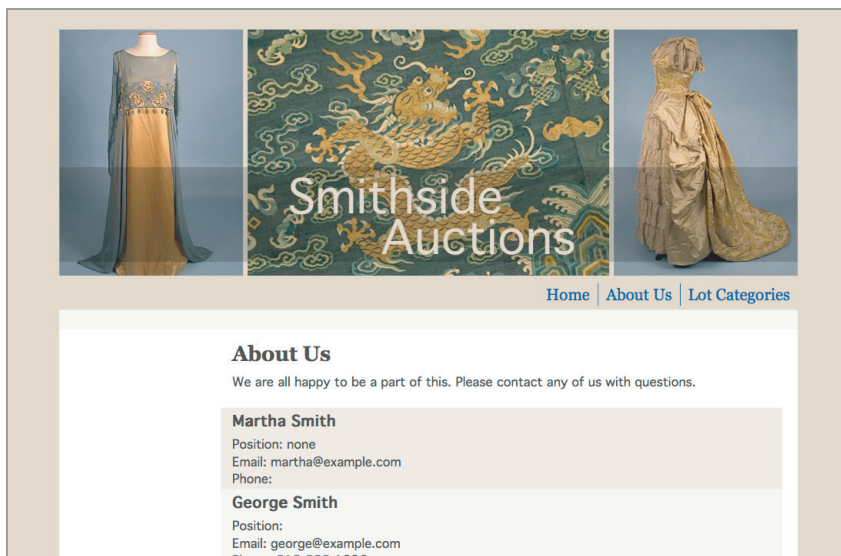 Smithside
Auctions
Home About Us Lot Categories
About Us
We are all happy to be a part of this. Please contact any of us with questions.
Martha Smith
Position: none
Email: martha@example.com
Phone:
George Smith
Position:
Email: george@example.com